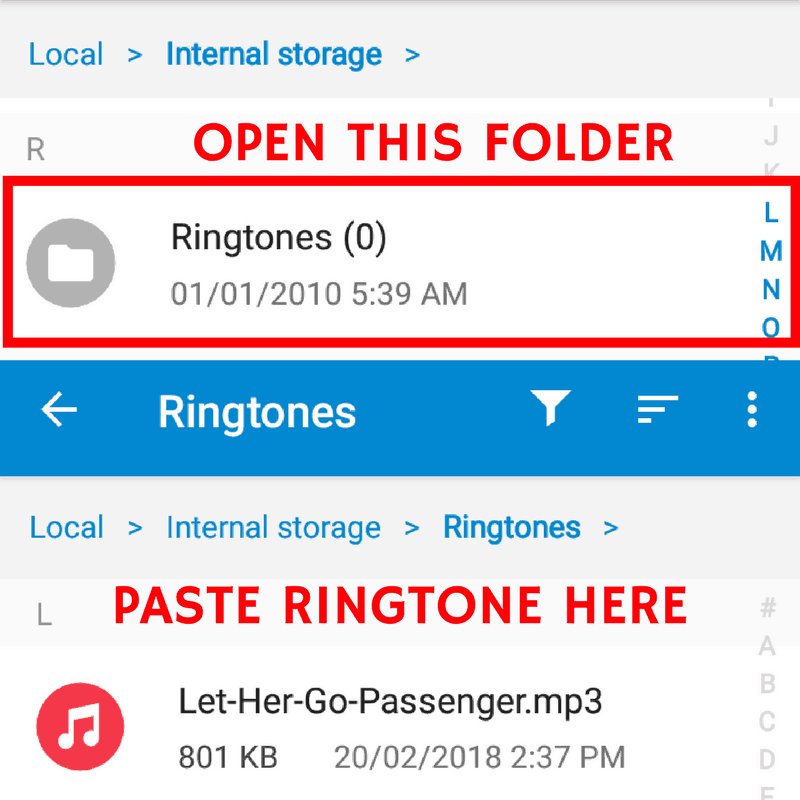 Local > Internal storage >
R
OPEN THIS FOLDER
J
K
Ringtones (0)
01/01/2010 5:39 AM
L
M
N
O
Ringtones
Local > Internal storage > Ringtones >
L
PASTE RINGTONE HERE
#
A
B
C
D
E
Let-Her-Go-Passenger.mp3
801 KB 20/02/2018 2:37 PM